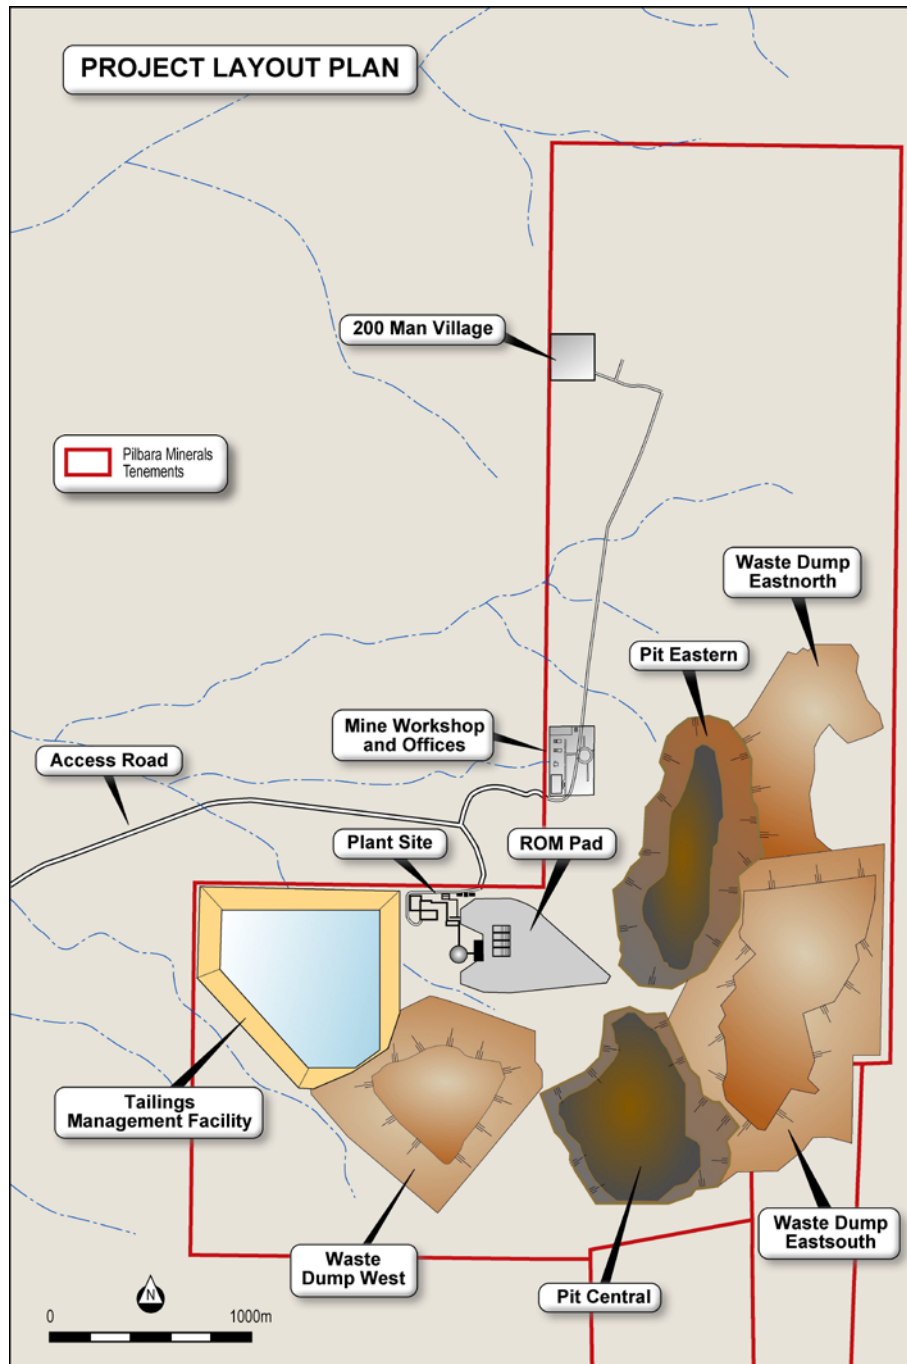 PROJECT LAYOUT PLAN
200 Man Village
Pilbara Minerals
Tenements
Waste Dump
Eastnorth
Pit Eastern
Mine Workshop
and Offices
Access Road
Plant Site
ROM Pad
Tailings
Management Facility
Waste Dump
Eastsouth
Waste
Dump West
Pit Central
N
0
1000m